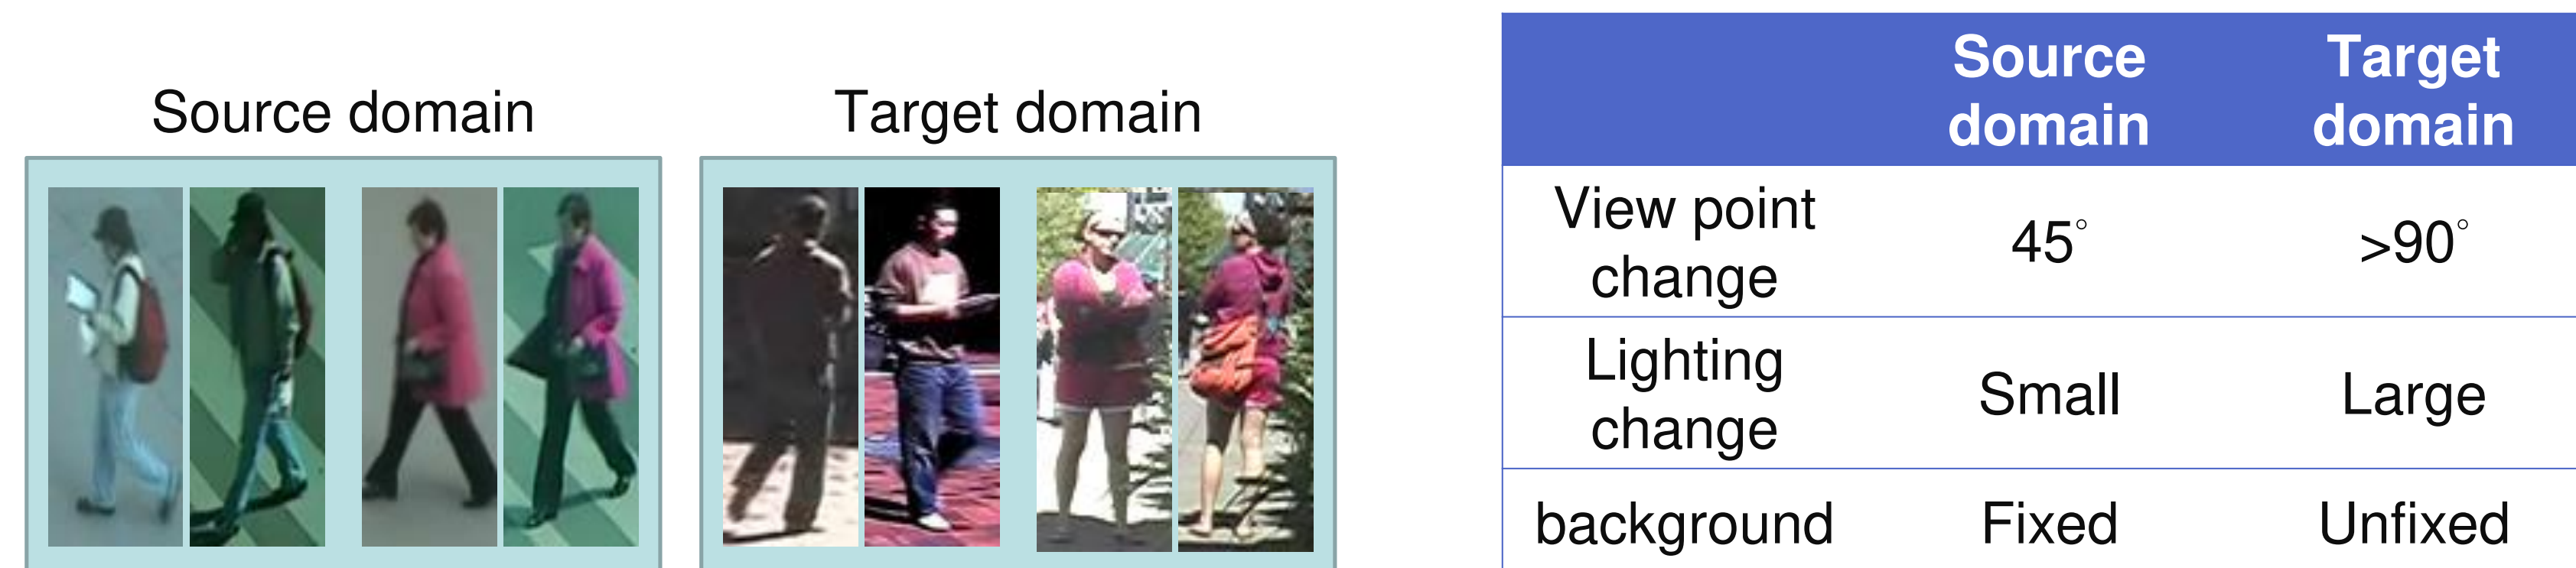 Source domain
Target domain
Source domain
Target domain
View point change
45° >90°
Lighting change
Small Large
background Fixed Unfixed